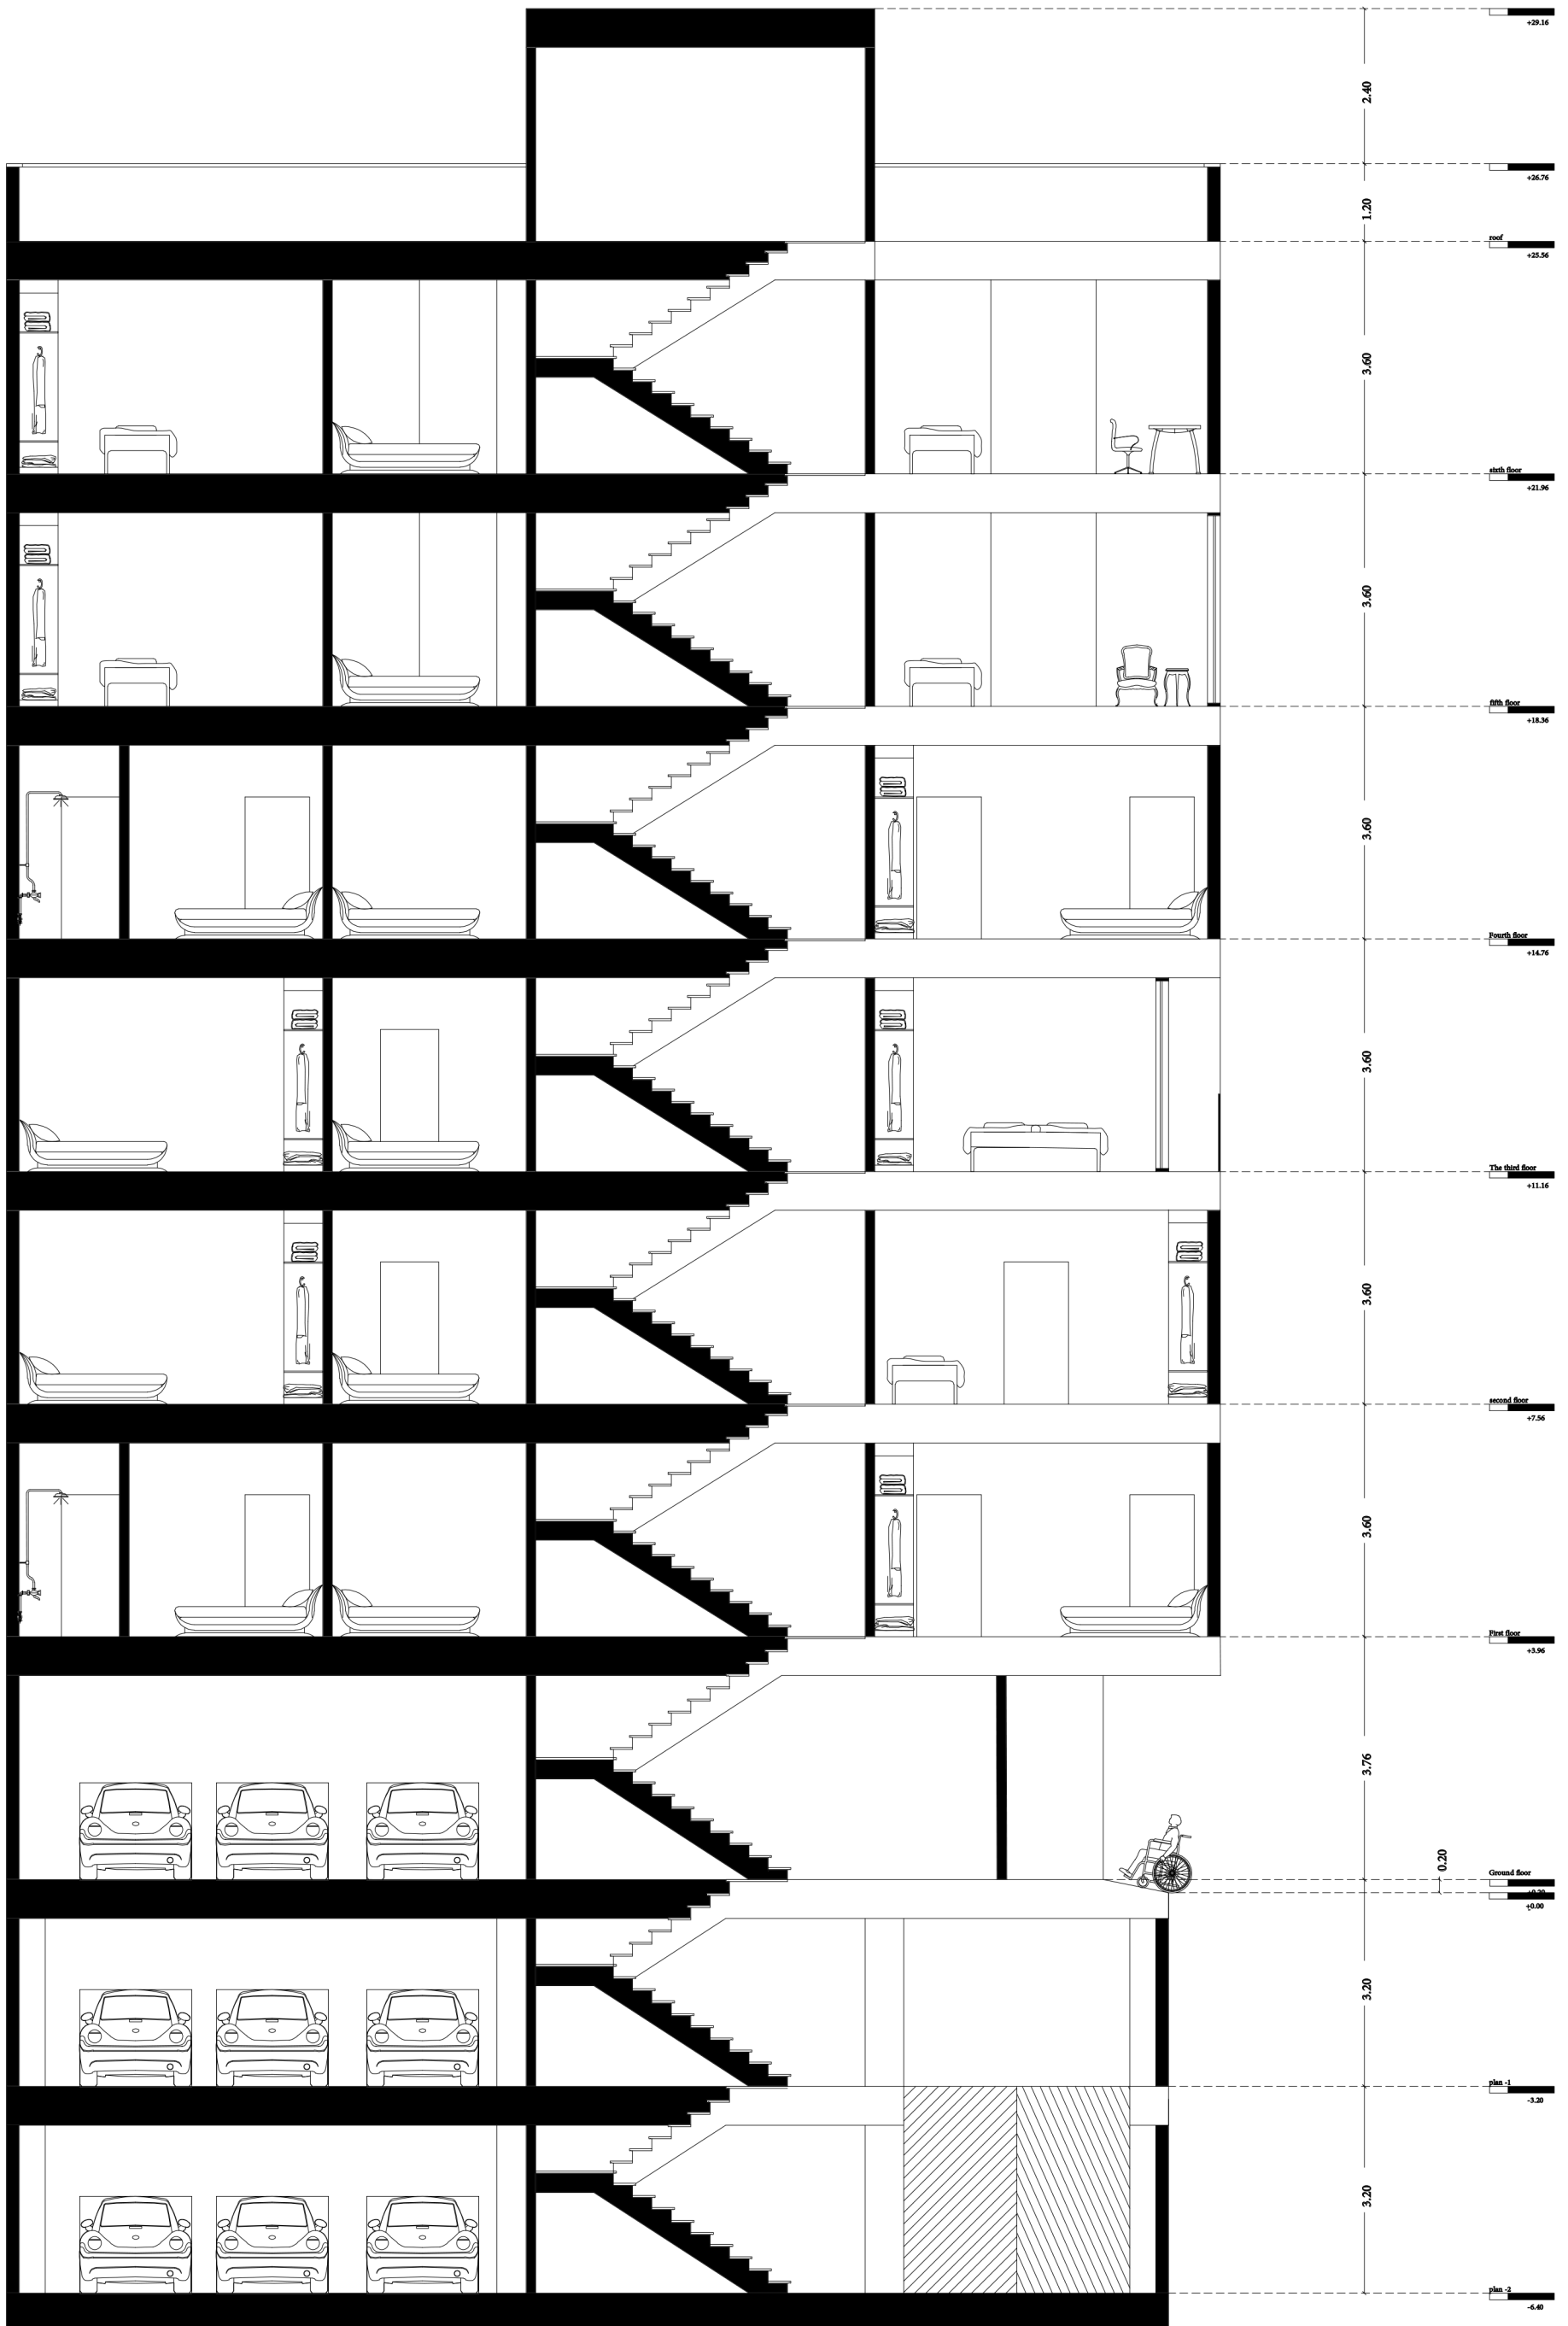 +29.16
2.40
+26.76
1.20
roof
+25.56
3.60
sixth floor
+21.96
3.60
fifth floor
+18.36
3.60
Fourth floor
+14.76
3.60
The third floor
+11.16
3.60
second floor
+7.56
3.60
First floor
+3.96
3.76
0.20
Ground floor
+0.20
+0.00
3.20
plan -1
-3.20
3.20
plan -2
-6.40